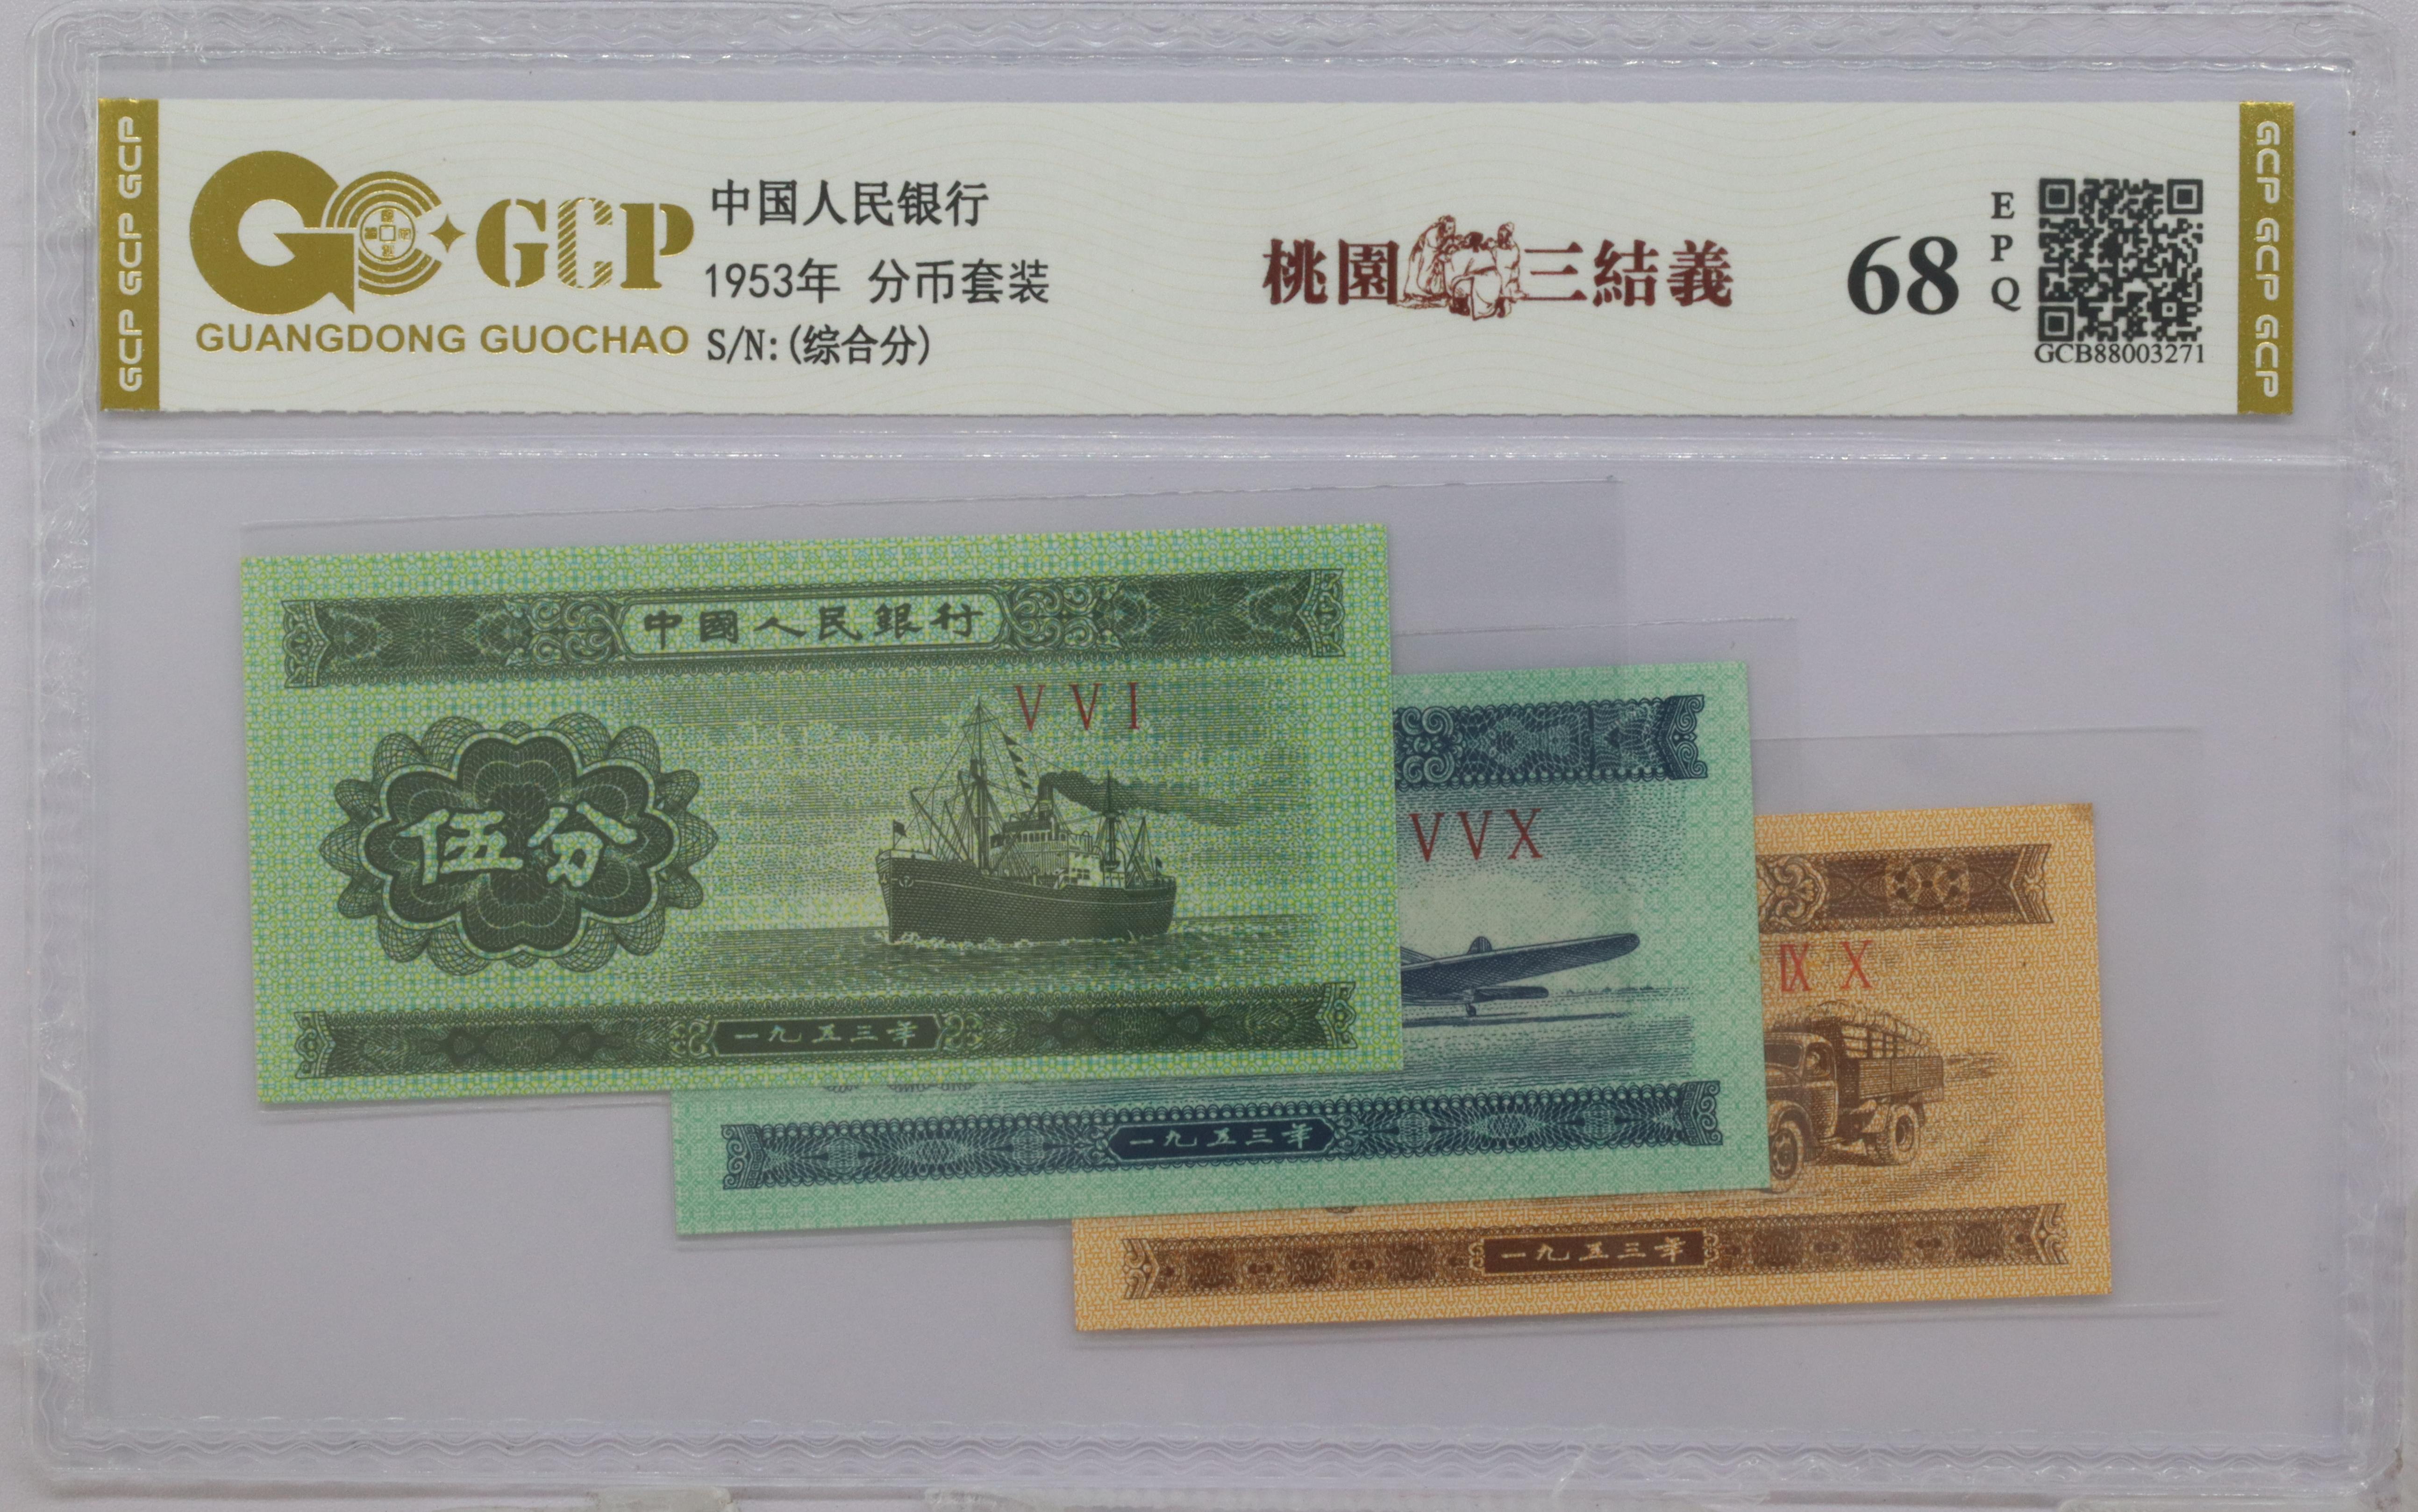 GCP GCP GCP
GCP
GUANGDONG GUOCHAO
中国人民银行
1953年 分币套装
S/N:(综合分)
桃園三結義
68
EPQ
GCB88003271
GCP GCP GCP
中國人民銀行
VVI
伍分
一九五三年
VVX
一九五三年
IX X
一九五三年